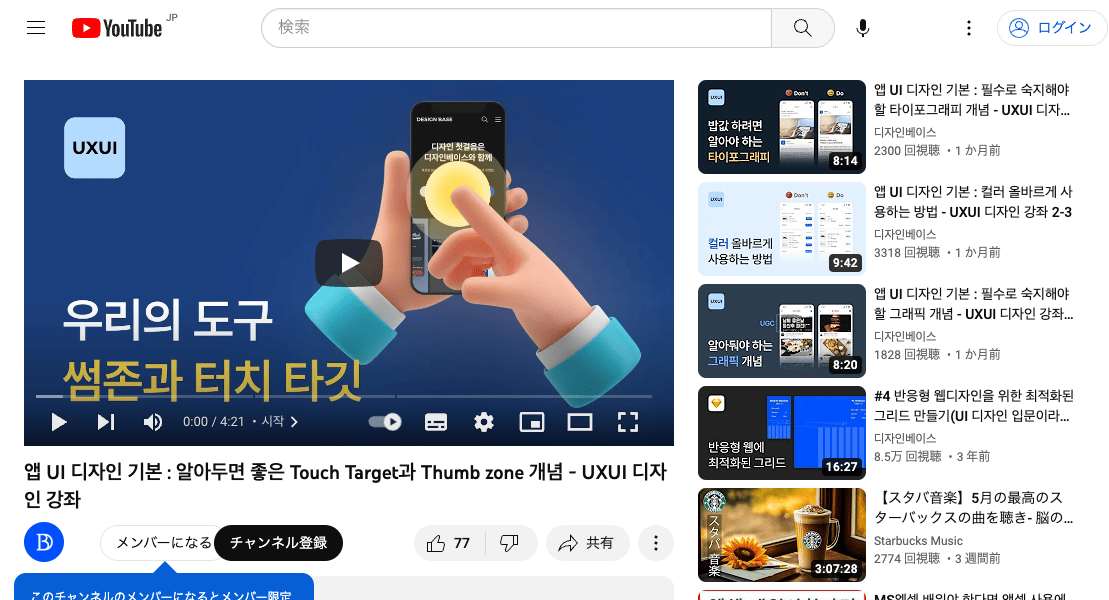 YouTube JP
検索
ログイン
UXUI
DESIGN BASE
디자인 첫걸음은
디자인베이스와 함께
우리의 도구
썸존과 터치 타깃
0:00 / 4:21 • 시작
앱 UI 디자인 기본 : 알아두면 좋은 Touch Target과 Thumb zone 개념 - UXUI 디자
인 강좌
メンバーになる
チャンネル登録
77
共有
このチャンネルのメンバーになるとメンバー限定
UXUI
Don't
Do
밥값 하려면
알아야 하는
타이포그래피
8:14
앱 UI 디자인 기본 : 필수로 숙지해야
할 타이포그래피 개념 - UXUI 디자...
디자인베이스
2300 回視聴 ・1 か月前
UXUI
Don't
Do
컬러 올바르게
사용하는 방법
9:42
앱 UI 디자인 기본 : 컬러 올바르게 사
용하는 방법 - UXUI 디자인 강좌 2-3
디자인베이스
3318 回視聴 ・1 か月前
UXUI
UGC
알아둬야 하는
그래픽 개념
8:20
앱 UI 디자인 기본 : 필수로 숙지해야
할 그래픽 개념 - UXUI 디자인 강좌...
디자인베이스
1828 回視聴 ・1 か月前
반응형 웹에
최적화된 그리드
16:27
#4 반응형 웹디자인을 위한 최적화된
그리드 만들기(UI 디자인 입문이라...
디자인베이스
8.5万 回視聴 ・3 年前
スタバ音楽
3:07:28
【スタバ音楽】5月の最高のス
ターバックスの曲を聴き- 脳の...
Starbucks Music
2774 回視聴 ・3 週間前